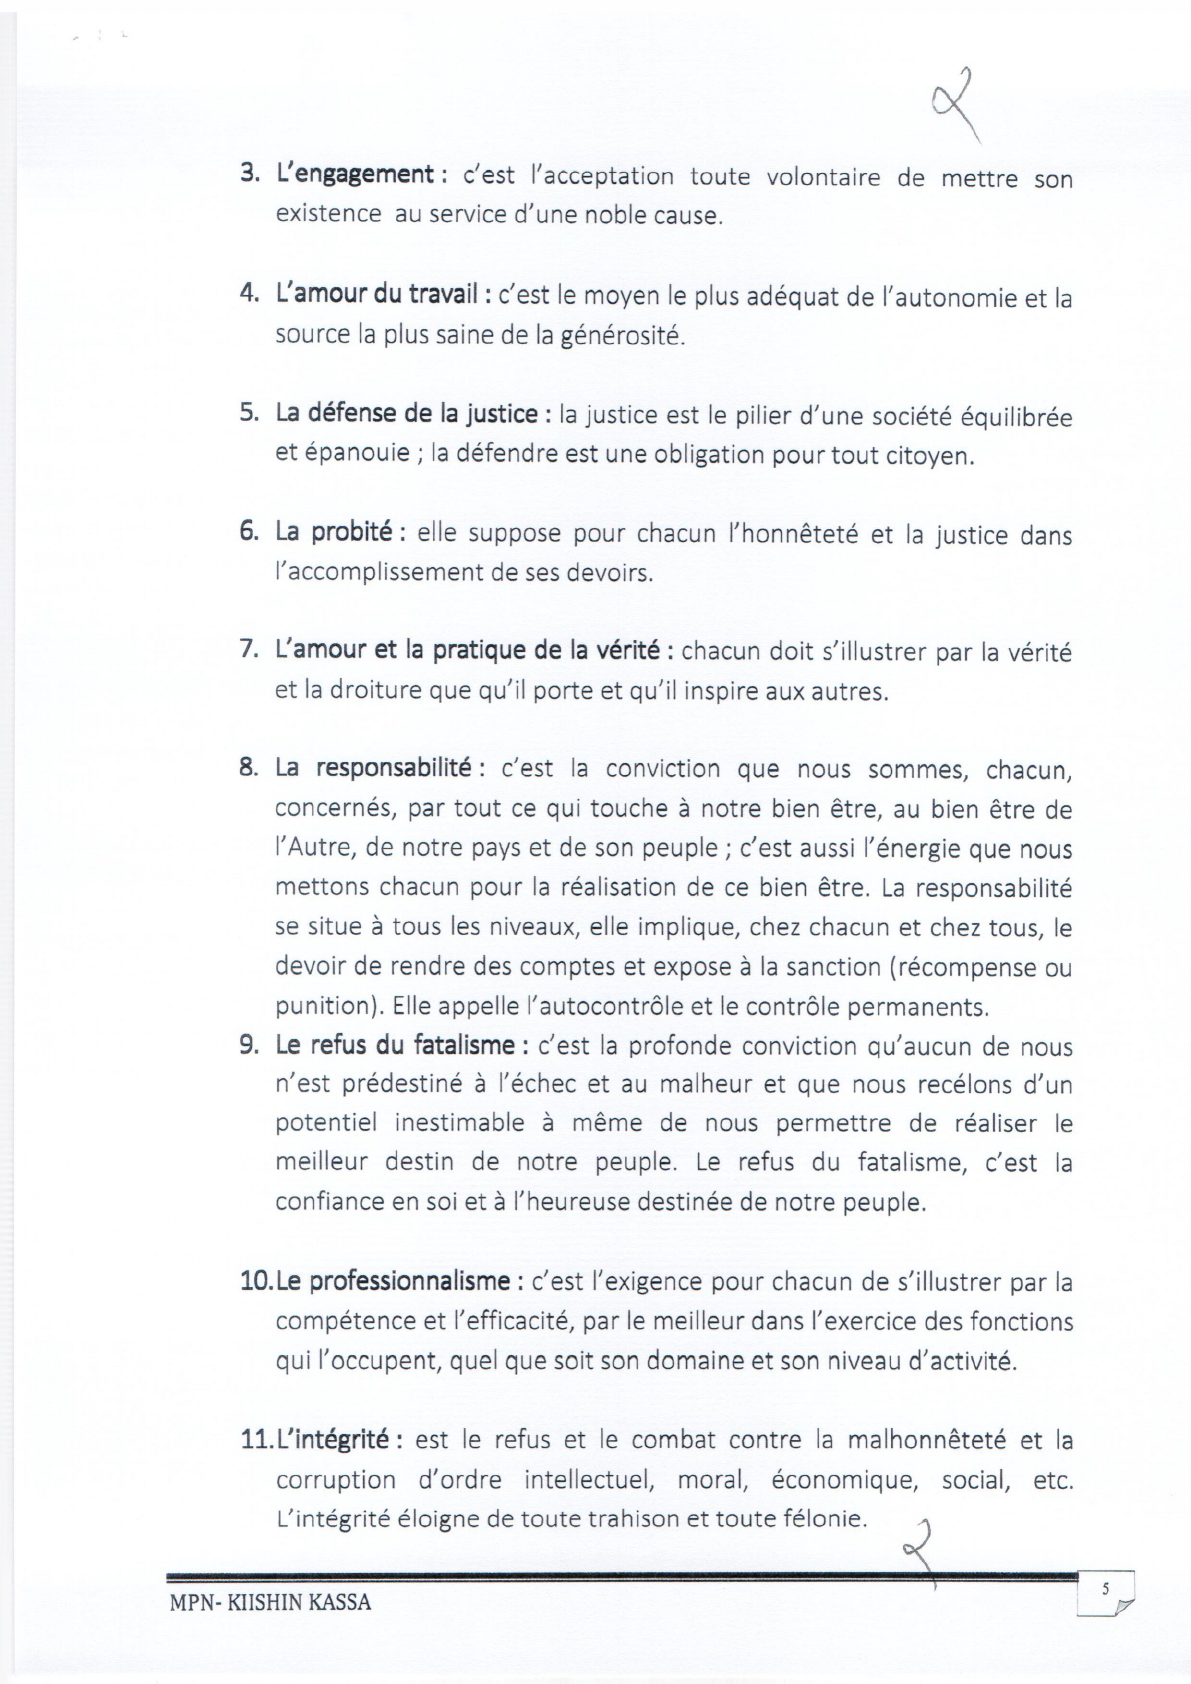 3. L'engagement : c'est l'acceptation toute volontaire de mettre son
existence au service d'une noble cause.
4. L'amour du travail : c'est le moyen le plus adéquat de l'autonomie et la
source la plus saine de la générosité.
5. La défense de la justice : la justice est le pilier d'une société équilibrée
et épanouie ; la défendre est une obligation pour tout citoyen.
6. La probité : elle suppose pour chacun l'honnêteté et la justice dans
l'accomplissement de ses devoirs.
7. L'amour et la pratique de la vérité : chacun doit s'illustrer par la vérité
et la droiture que qu'il porte et qu'il inspire aux autres.
8. La responsabilité : c'est la conviction que nous sommes, chacun,
concernés, par tout ce qui touche à notre bien être, au bien être de
l'Autre, de notre pays et de son peuple ; c'est aussi l'énergie que nous
mettons chacun pour la réalisation de ce bien être. La responsabilité
se situe à tous les niveaux, elle implique, chez chacun et chez tous, le
devoir de rendre des comptes et expose à la sanction (récompense ou
punition). Elle appelle l'autocontrôle et le contrôle permanents.
9. Le refus du fatalisme : c'est la profonde conviction qu'aucun de nous
n'est prédestiné à l'échec et au malheur et que nous recélons d'un
potentiel inestimable à même de nous permettre de réaliser le
meilleur destin de notre peuple. Le refus du fatalisme, c'est la
confiance en soi et à l'heureuse destinée de notre peuple.
10. Le professionnalisme : c'est l'exigence pour chacun de s'illustrer par la
compétence et l'efficacité, par le meilleur dans l'exercice des fonctions
qui l'occupent, quel que soit son domaine et son niveau d'activité.
11. L'intégrité : est le refus et le combat contre la malhonnêteté et la
corruption d'ordre intellectuel, moral, économique, social, etc.
L'intégrité éloigne de toute trahison et toute félonie.
MPN- KIISHIN KASSA
5